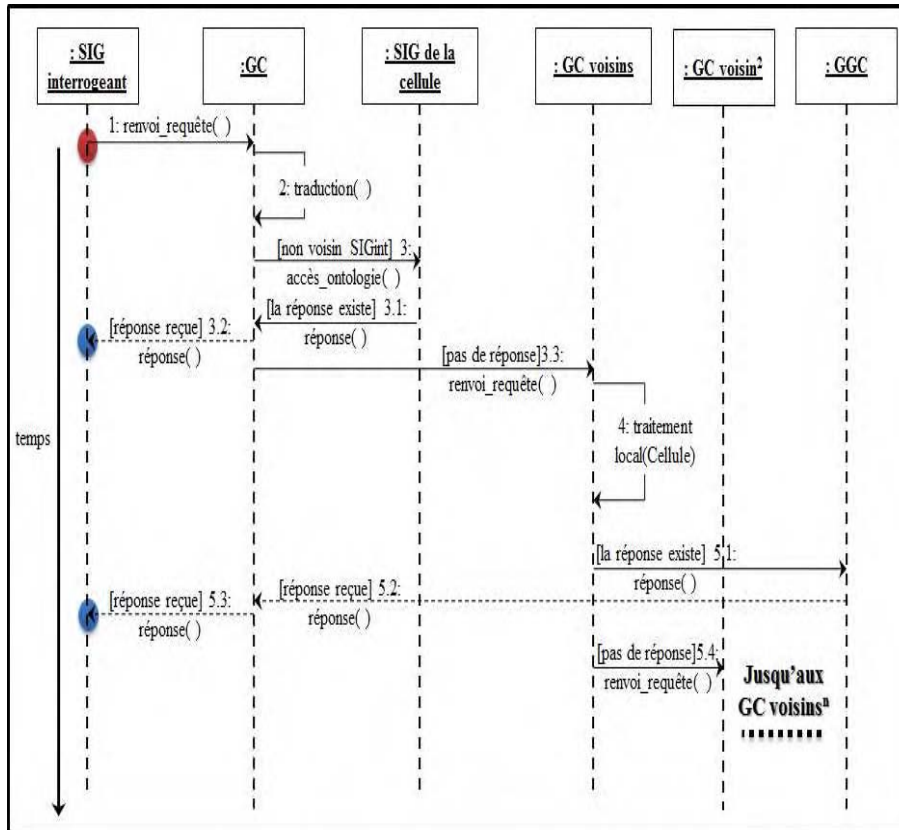 : SIG
interrogeant
:GC
: SIG de la
cellule
: GC voisins
: GC voisin²
: GGC
1: renvoi_requête( )
2: traduction( )
[non voisin SIGint] 3:
accès_ontologie( )
[la réponse existe] 3.1:
réponse( )
[réponse reçue] 3.2:
réponse( )
[pas de réponse]3.3:
renvoi_requête( )
temps
4: traitement
local(Cellule)
[la réponse existe] 5.1:
réponse( )
[réponse reçue] 5.2:
réponse( )
[réponse reçue] 5.3:
réponse( )
[pas de réponse]5.4:
renvoi_requête( )
Jusqu'aux
GC voisinsⁿ